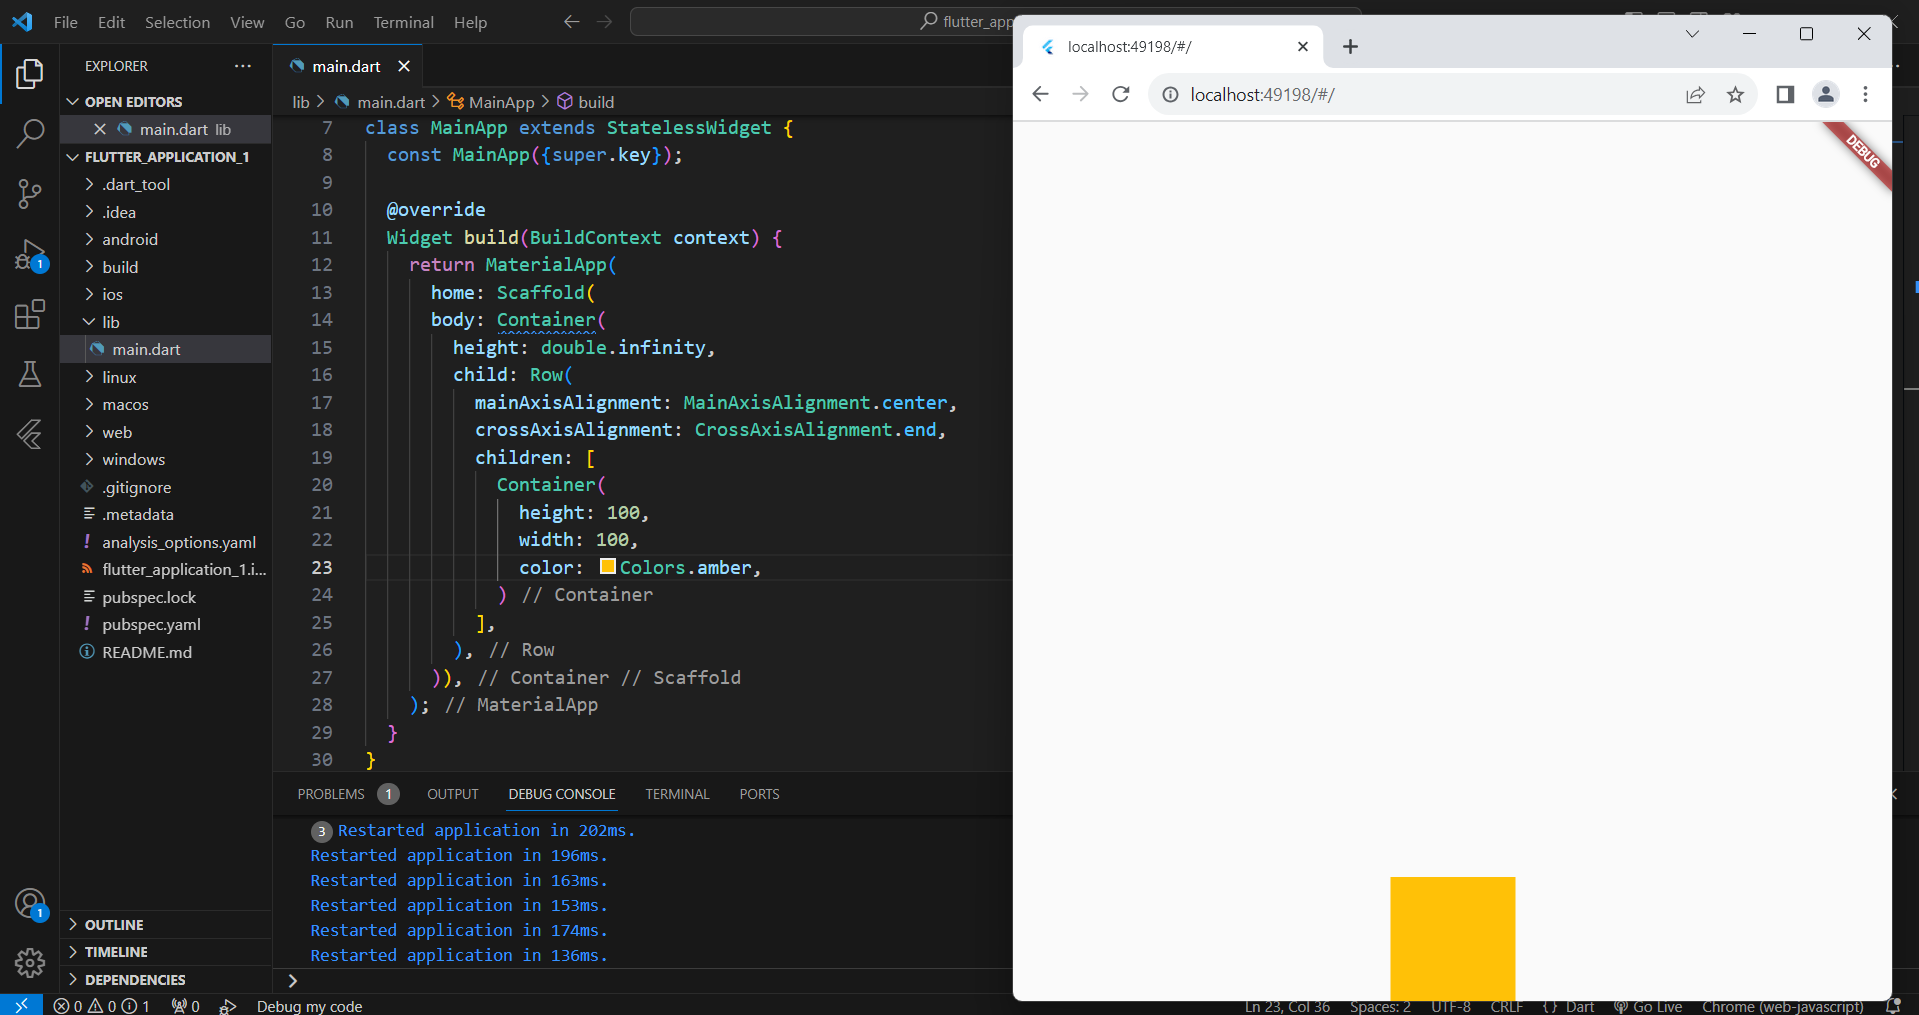 File Edit Selection View Go Run Terminal Help
flutter_app
EXPLORER
OPEN EDITORS
main.dart lib
FLUTTER_APPLICATION_1
.dart_tool
.idea
android
build
ios
lib
main.dart
linux
macos
web
windows
.gitignore
.metadata
analysis_options.yaml
flutter_application_1.i...
pubspec.lock
pubspec.yaml
README.md
OUTLINE
TIMELINE
DEPENDENCIES
1
1
main.dart
lib > main.dart > MainApp > build
7 class MainApp extends StatelessWidget {
8 const MainApp({super.key});
9
10 @override
11 Widget build(BuildContext context) {
12 return MaterialApp(
13 home: Scaffold(
14 body: Container(
15 height: double.infinity,
16 child: Row(
17 mainAxisAlignment: MainAxisAlignment.center,
18 crossAxisAlignment: CrossAxisAlignment.end,
19 children: [
20 Container(
21 height: 100,
22 width: 100,
23 color: Colors.amber,
24 ) // Container
25 ],
26 ), // Row
27 )), // Container // Scaffold
28 ); // MaterialApp
29 }
30 }
PROBLEMS 1 OUTPUT DEBUG CONSOLE TERMINAL PORTS
3 Restarted application in 202ms.
Restarted application in 196ms.
Restarted application in 163ms.
Restarted application in 153ms.
Restarted application in 174ms.
Restarted application in 136ms.
>
localhost:49198/#/
localhost:49198/#/
DEBUG
0 0 1 0 Debug my code
Ln 23, Col 36 Spaces: 2 UTF-8 CRLF {} Dart Go Live Chrome (web-javascript)